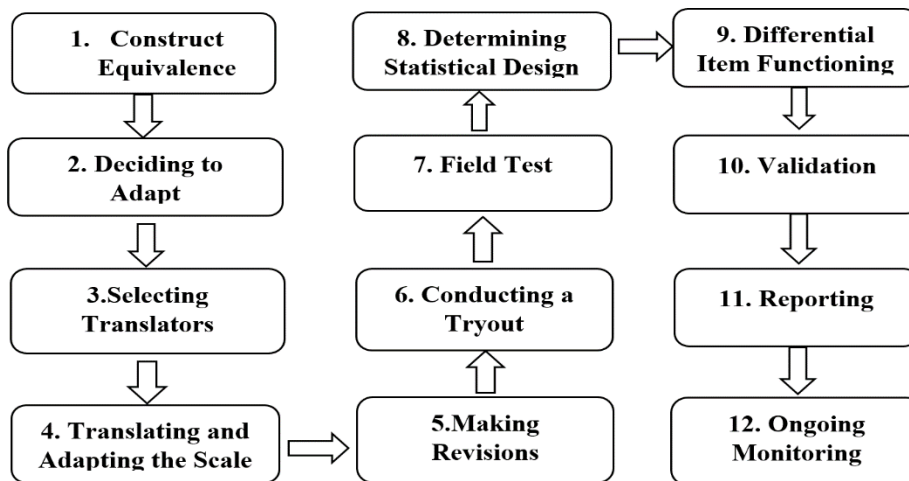 1. Construct
Equivalence
2. Deciding to
Adapt
3.Selecting
Translators
4. Translating and
Adapting the Scale
5.Making
Revisions
6. Conducting a
Tryout
7. Field Test
8. Determining
Statistical Design
9. Differential
Item Functioning
10. Validation
11. Reporting
12. Ongoing
Monitoring